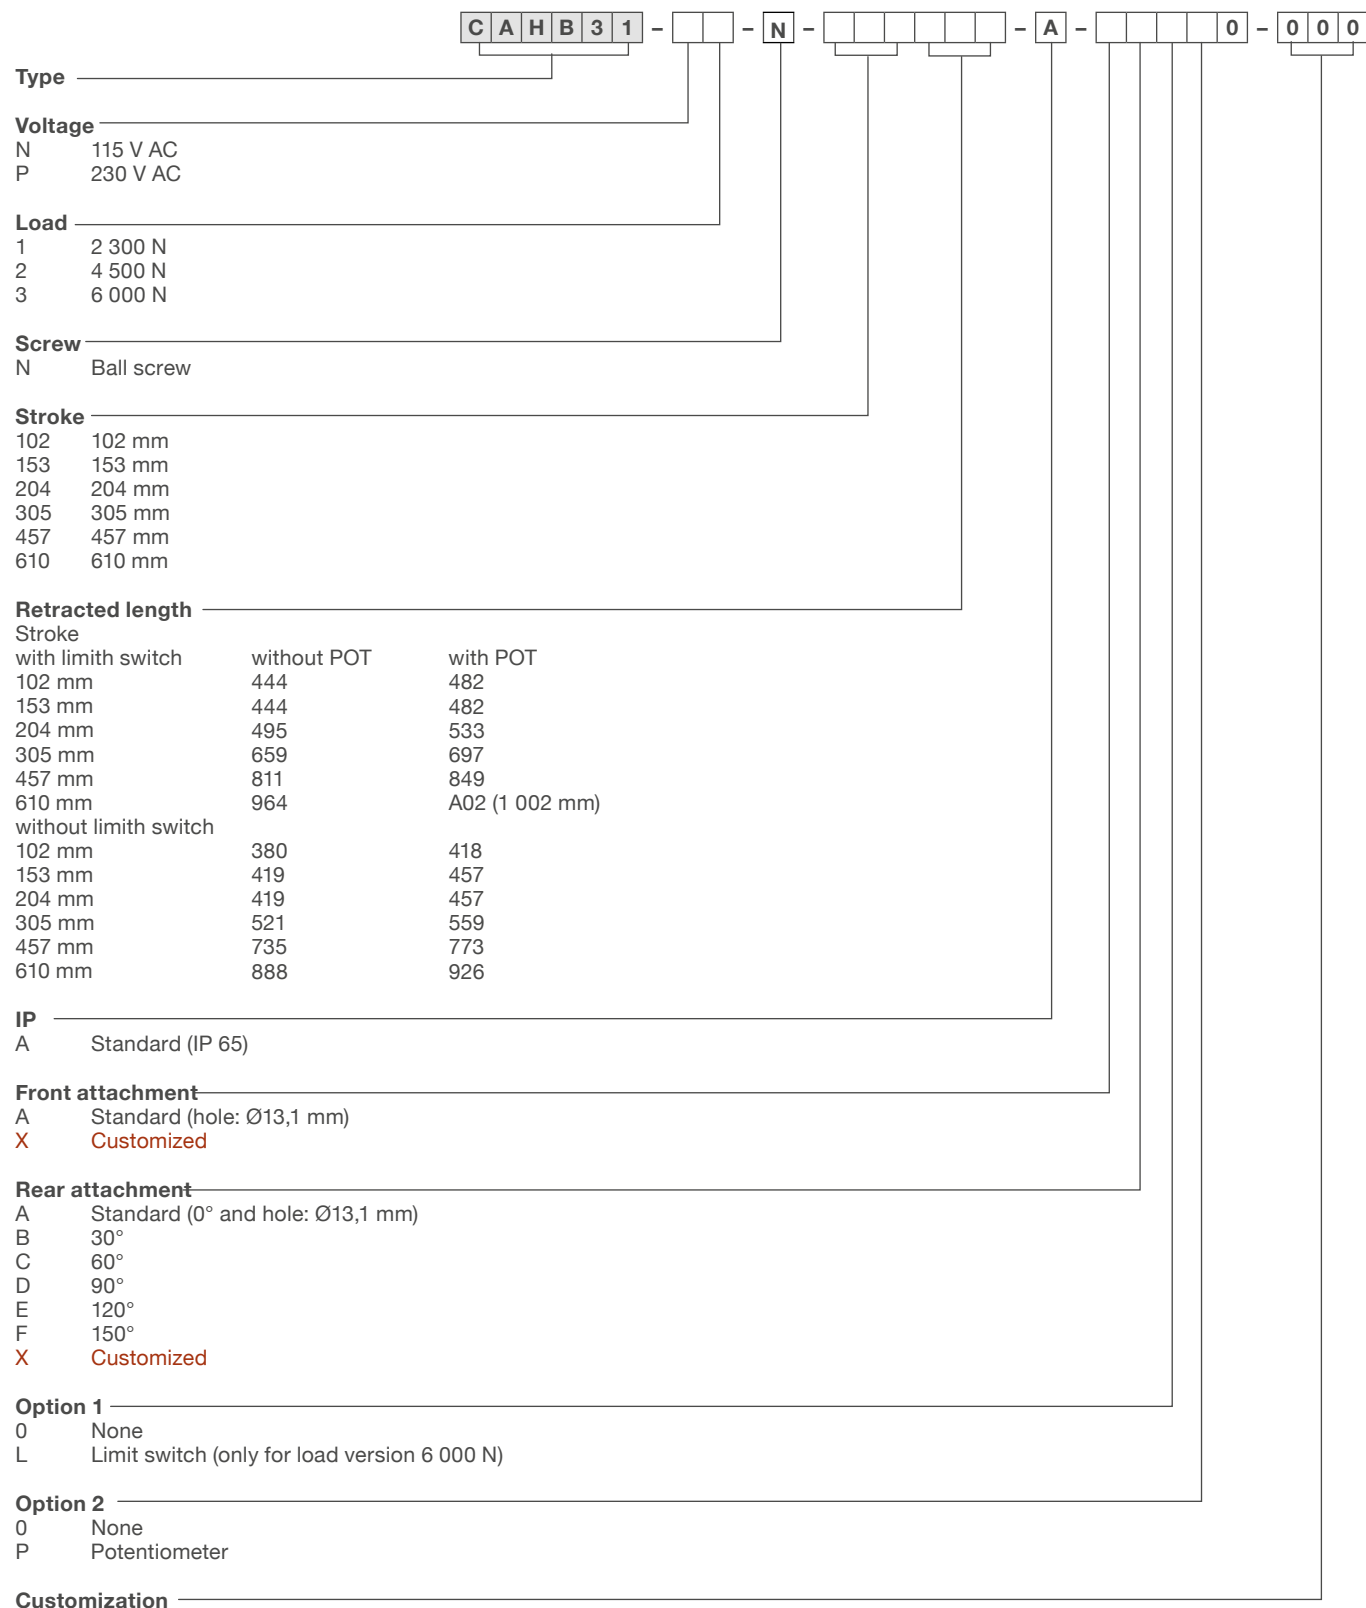 CAHB31 – – N – – A – 0 – 000
Type
Voltage
N 115 V AC
P 230 V AC
Load
1 2 300 N
2 4 500 N
3 6 000 N
Screw
N Ball screw
Stroke
102 102 mm
153 153 mm
204 204 mm
305 305 mm
457 457 mm
610 610 mm
Retracted length
Stroke
with limith switch without POT with POT
102 mm 444 482
153 mm 444 482
204 mm 495 533
305 mm 659 697
457 mm 811 849
610 mm 964 A02 (1 002 mm)
without limith switch
102 mm 380 418
153 mm 419 457
204 mm 419 457
305 mm 521 559
457 mm 735 773
610 mm 888 926
IP
A Standard (IP 65)
Front attachment
A Standard (hole: Ø13,1 mm)
X Customized
Rear attachment
A Standard (0° and hole: Ø13,1 mm)
B 30°
C 60°
D 90°
E 120°
F 150°
X Customized
Option 1
0 None
L Limit switch (only for load version 6 000 N)
Option 2
0 None
P Potentiometer
Customization